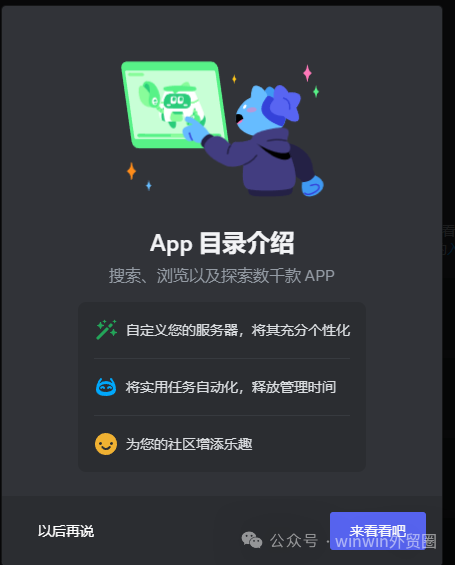 App 目录介绍
搜索、浏览以及探索数千款 APP
自定义您的服务器，将其充分个性化
将实用任务自动化，释放管理时间
为您的社区增添乐趣
以后再说
来看看吧
公众号 · winwin外贸圈